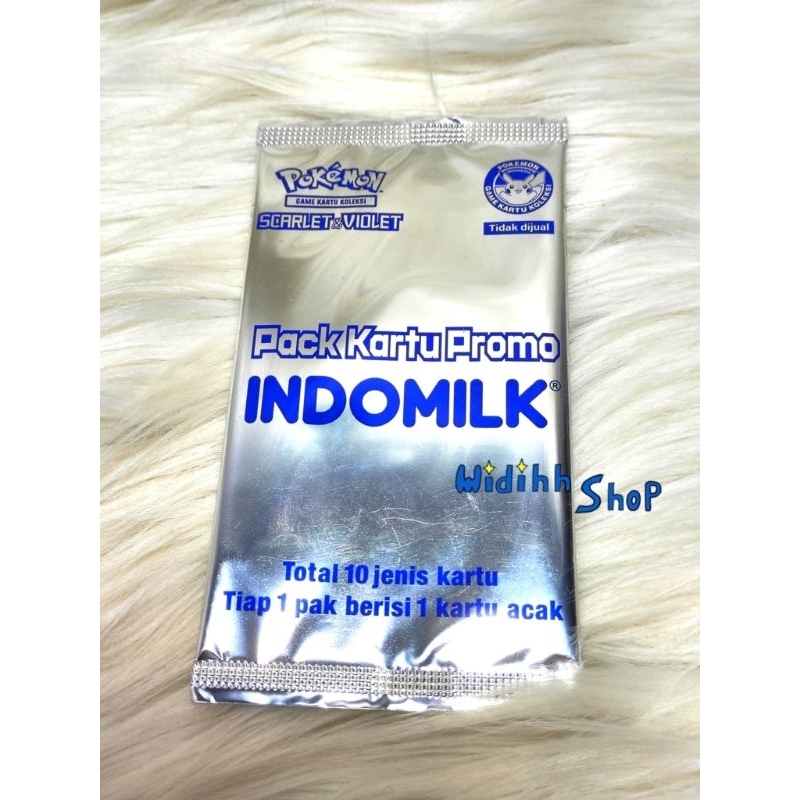 POKÉMON
GAME KARTU KOLEKSI
SCARLET & VIOLET
POKÉMON
GAME KARTU KOLEKSI
Tidak dijual
Pack Kartu Promo
INDOMILK®
Widihh Shop
Total 10 jenis kartu
Tiap 1 pak berisi 1 kartu acak